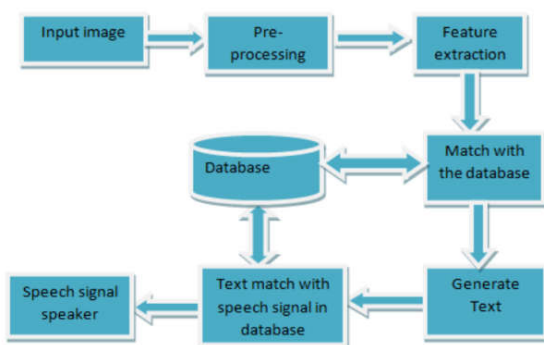 Input image
Pre-
processing
Feature
extraction
Database
Match with
the database
Speech signal
speaker
Text match with
speech signal in
database
Generate
Text